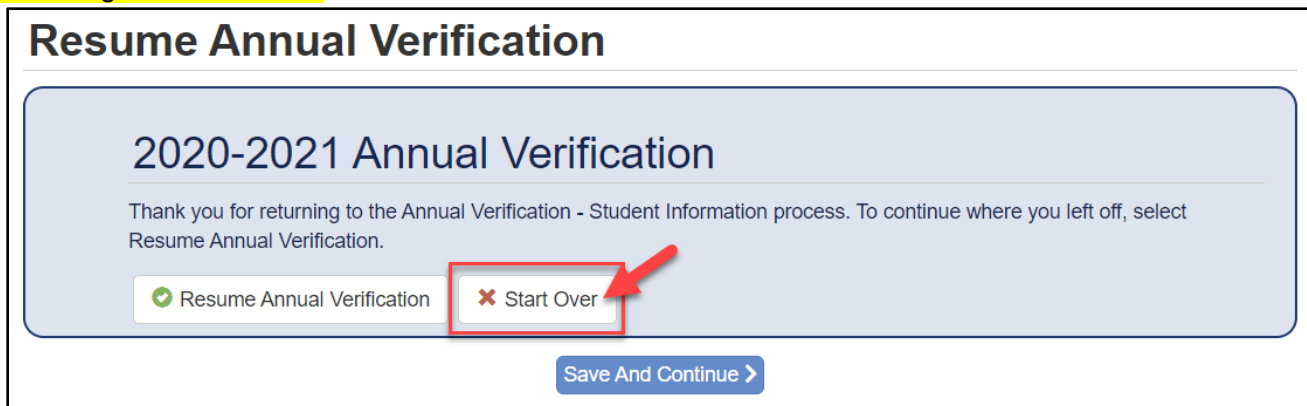 Resume Annual Verification
2020-2021 Annual Verification
Thank you for returning to the Annual Verification - Student Information process. To continue where you left off, select
Resume Annual Verification.
Resume Annual Verification
Start Over
Save And Continue